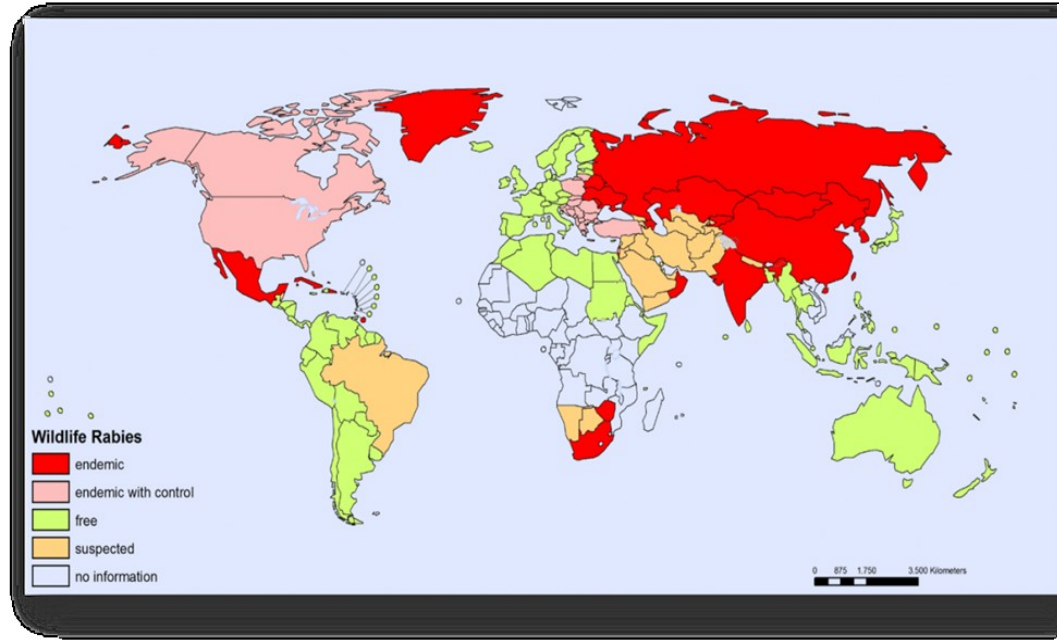 Wildlife Rabies
endemic
endemic with control
free
suspected
no information
0 875 1.750 3.500 Kilometers